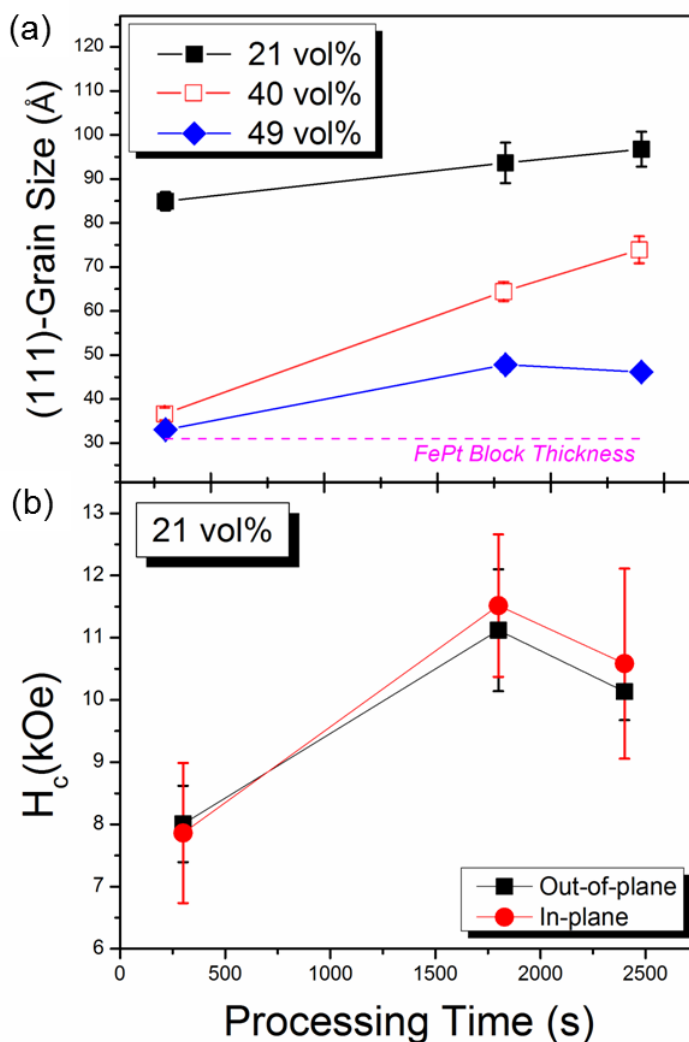 (a)
120
110
100
90
80
70
60
50
40
30
(111)-Grain Size (Å)
21 vol%
40 vol%
49 vol%
FePt Block Thickness
(b)
21 vol%
13
12
11
10
9
8
7
6
H_c(kOe)
Out-of-plane
In-plane
0 500 1000 1500 2000 2500
Processing Time (s)